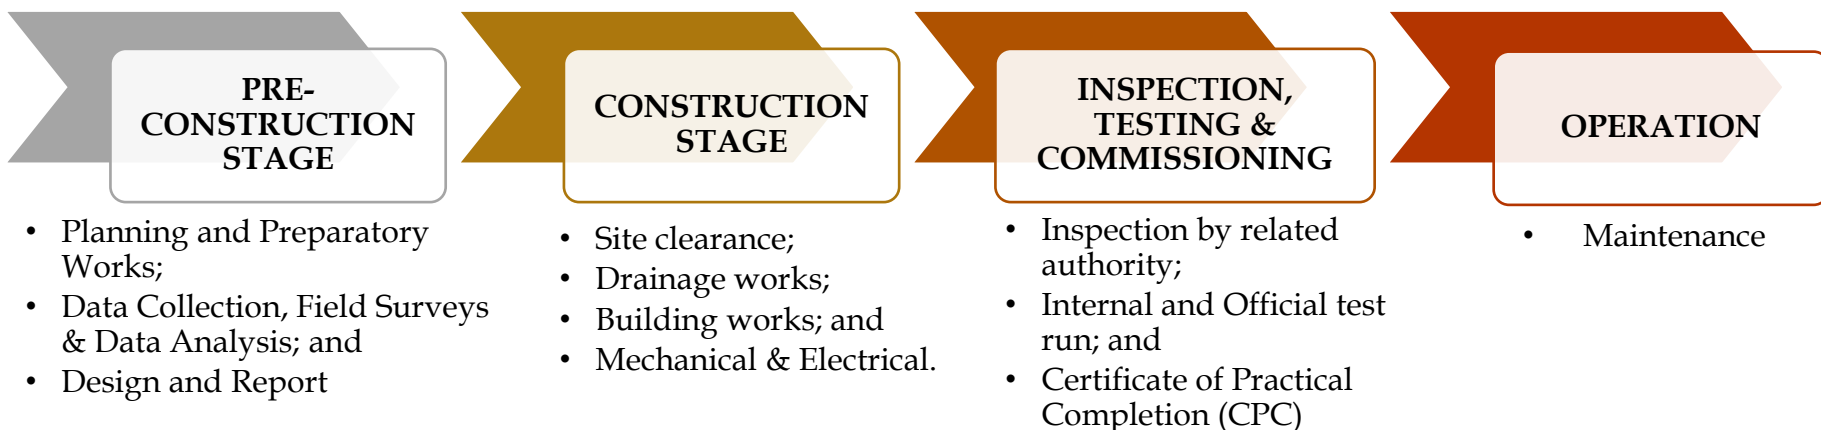 PRE-
CONSTRUCTION
STAGE
• Planning and Preparatory
Works;
• Data Collection, Field Surveys
& Data Analysis; and
• Design and Report
CONSTRUCTION
STAGE
• Site clearance;
• Drainage works;
• Building works; and
• Mechanical & Electrical.
INSPECTION,
TESTING &
COMMISSIONING
• Inspection by related
authority;
• Internal and Official test
run; and
• Certificate of Practical
Completion (CPC)
OPERATION
• Maintenance